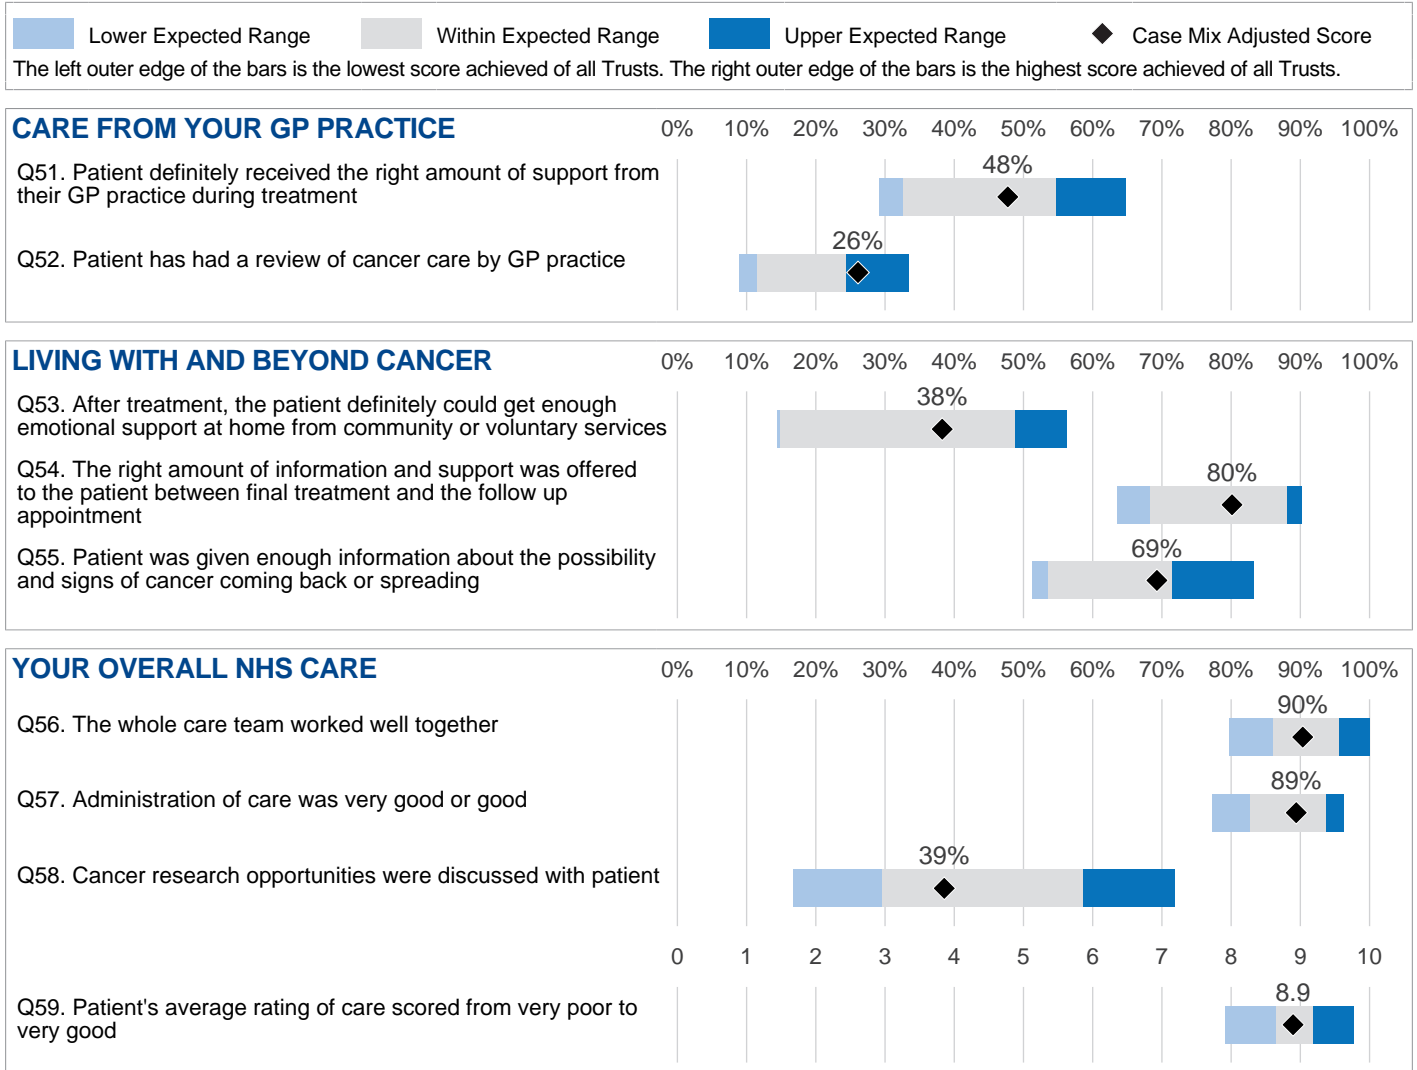 Lower Expected Range Within Expected Range Upper Expected Range Case Mix Adjusted Score
The left outer edge of the bars is the lowest score achieved of all Trusts. The right outer edge of the bars is the highest score achieved of all Trusts.
CARE FROM YOUR GP PRACTICE 0% 10% 20% 30% 40% 50% 60% 70% 80% 90% 100%
48%
Q51. Patient definitely received the right amount of support from
their GP practice during treatment
26%
Q52. Patient has had a review of cancer care by GP practice
LIVING WITH AND BEYOND CANCER 0% 10% 20% 30% 40% 50% 60% 70% 80% 90% 100%
38%
Q53. After treatment, the patient definitely could get enough
emotional support at home from community or voluntary services
80%
Q54. The right amount of information and support was offered
to the patient between final treatment and the follow up
appointment
69%
Q55. Patient was given enough information about the possibility
and signs of cancer coming back or spreading
YOUR OVERALL NHS CARE 0% 10% 20% 30% 40% 50% 60% 70% 80% 90% 100%
90%
Q56. The whole care team worked well together
89%
Q57. Administration of care was very good or good
39%
Q58. Cancer research opportunities were discussed with patient
0 1 2 3 4 5 6 7 8 9 10
8.9
Q59. Patient's average rating of care scored from very poor to
very good